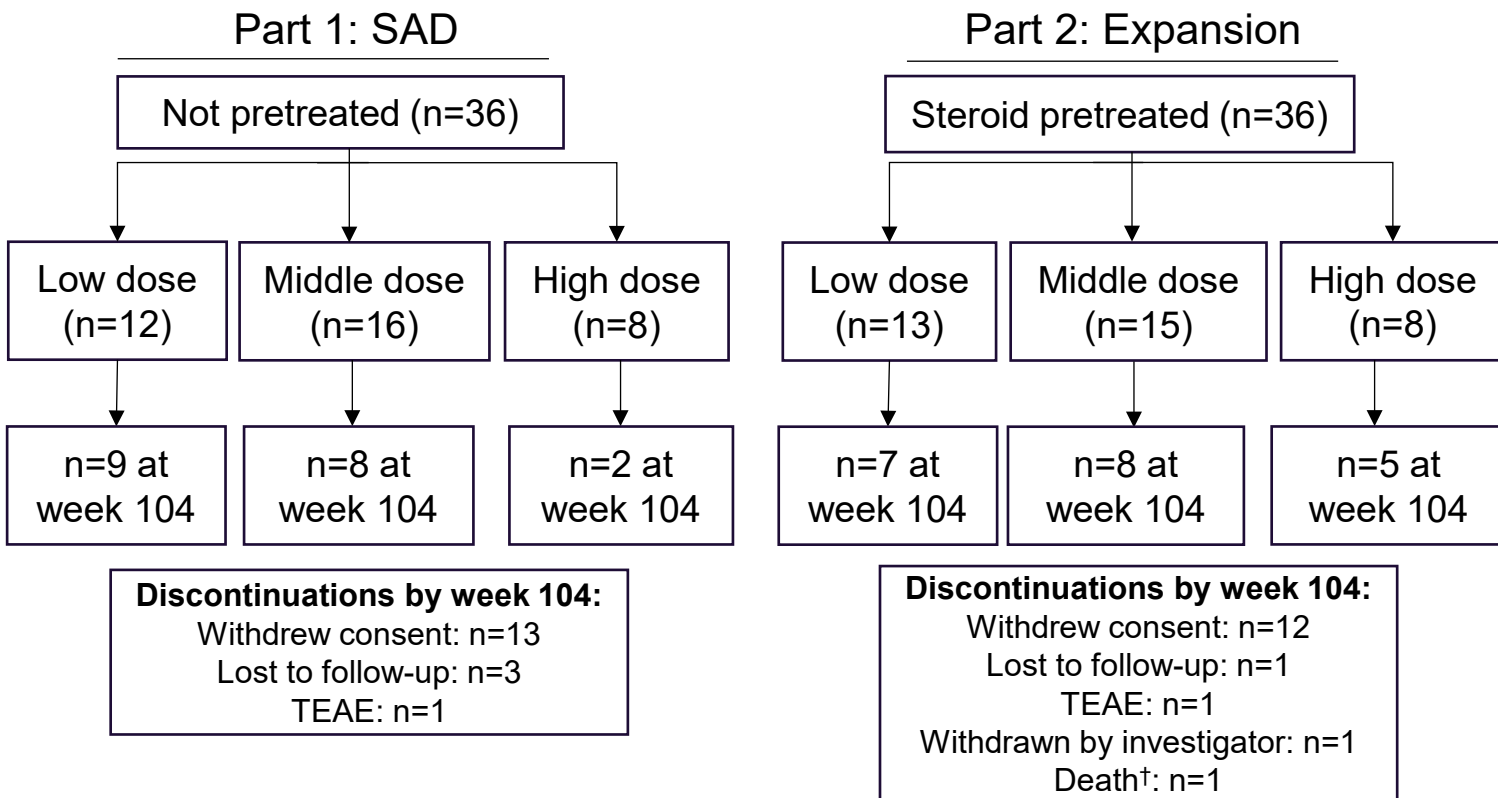 Part 1: SAD
Not pretreated (n=36)
Low dose
(n=12)
Middle dose
(n=16)
High dose
(n=8)
n=9 at
week 104
n=8 at
week 104
n=2 at
week 104
Discontinuations by week 104:
Withdrew consent: n=13
Lost to follow-up: n=3
TEAE: n=1
Part 2: Expansion
Steroid pretreated (n=36)
Low dose
(n=13)
Middle dose
(n=15)
High dose
(n=8)
n=7 at
week 104
n=8 at
week 104
n=5 at
week 104
Discontinuations by week 104:
Withdrew consent: n=12
Lost to follow-up: n=1
TEAE: n=1
Withdrawn by investigator: n=1
Death†: n=1